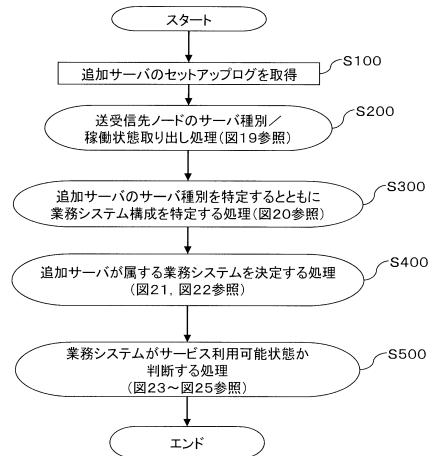 スタート
追加サーバのセットアップログを取得
S100
送受信先ノードのサーバ種別／
稼働状態取り出し処理(図19参照)
S200
追加サーバのサーバ種別を特定するとともに
業務システム構成を特定する処理(図20参照)
S300
追加サーバが属する業務システムを決定する処理
(図21，図22参照)
S400
業務システムがサービス利用可能状態か
判断する処理
(図23～図25参照)
S500
エンド